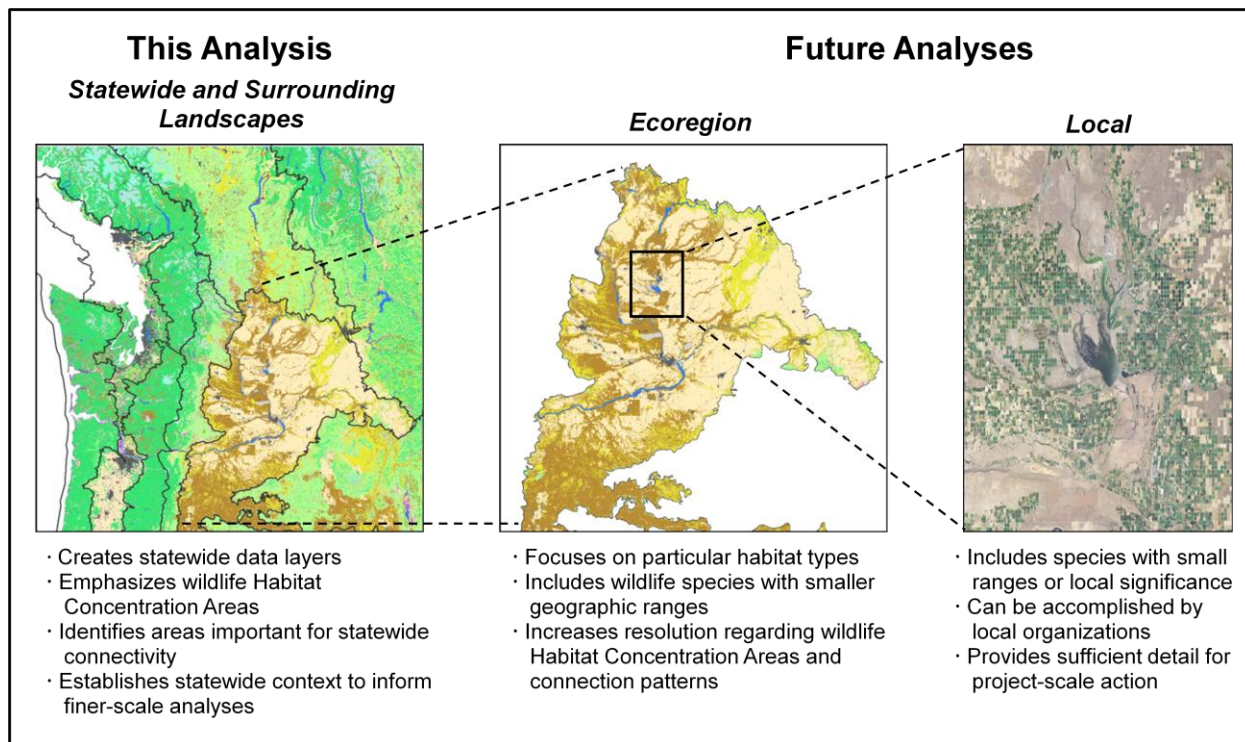 This Analysis
Future Analyses
Statewide and Surrounding
Landscapes
Ecoregion
Local
· Creates statewide data layers
· Emphasizes wildlife Habitat
Concentration Areas
· Identifies areas important for statewide
connectivity
· Establishes statewide context to inform
finer-scale analyses
· Focuses on particular habitat types
· Includes wildlife species with smaller
geographic ranges
· Increases resolution regarding wildlife
Habitat Concentration Areas and
connection patterns
· Includes species with small
ranges or local significance
· Can be accomplished by
local organizations
· Provides sufficient detail for
project-scale action